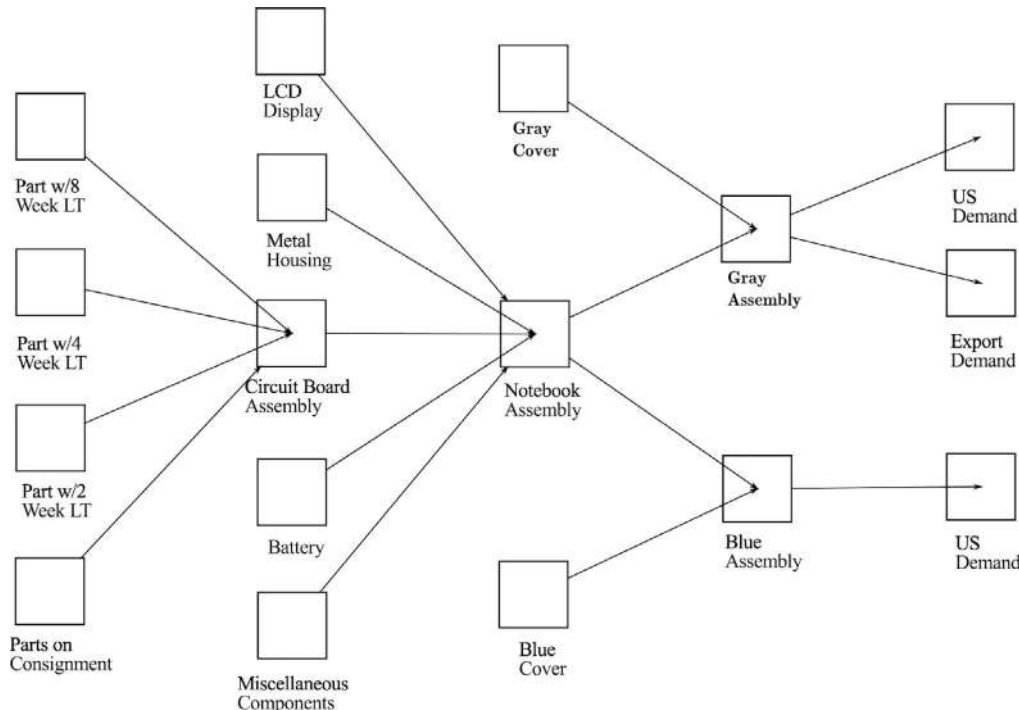 LCD
Display
Gray
Cover
Part w/8
Week LT
US
Demand
Metal
Housing
Gray
Assembly
Part w/4
Week LT
Export
Demand
Circuit Board
Assembly
Notebook
Assembly
Part w/2
Week LT
Battery
Blue
Assembly
US
Demand
Parts on
Consignment
Blue
Cover
Miscellaneous
Components